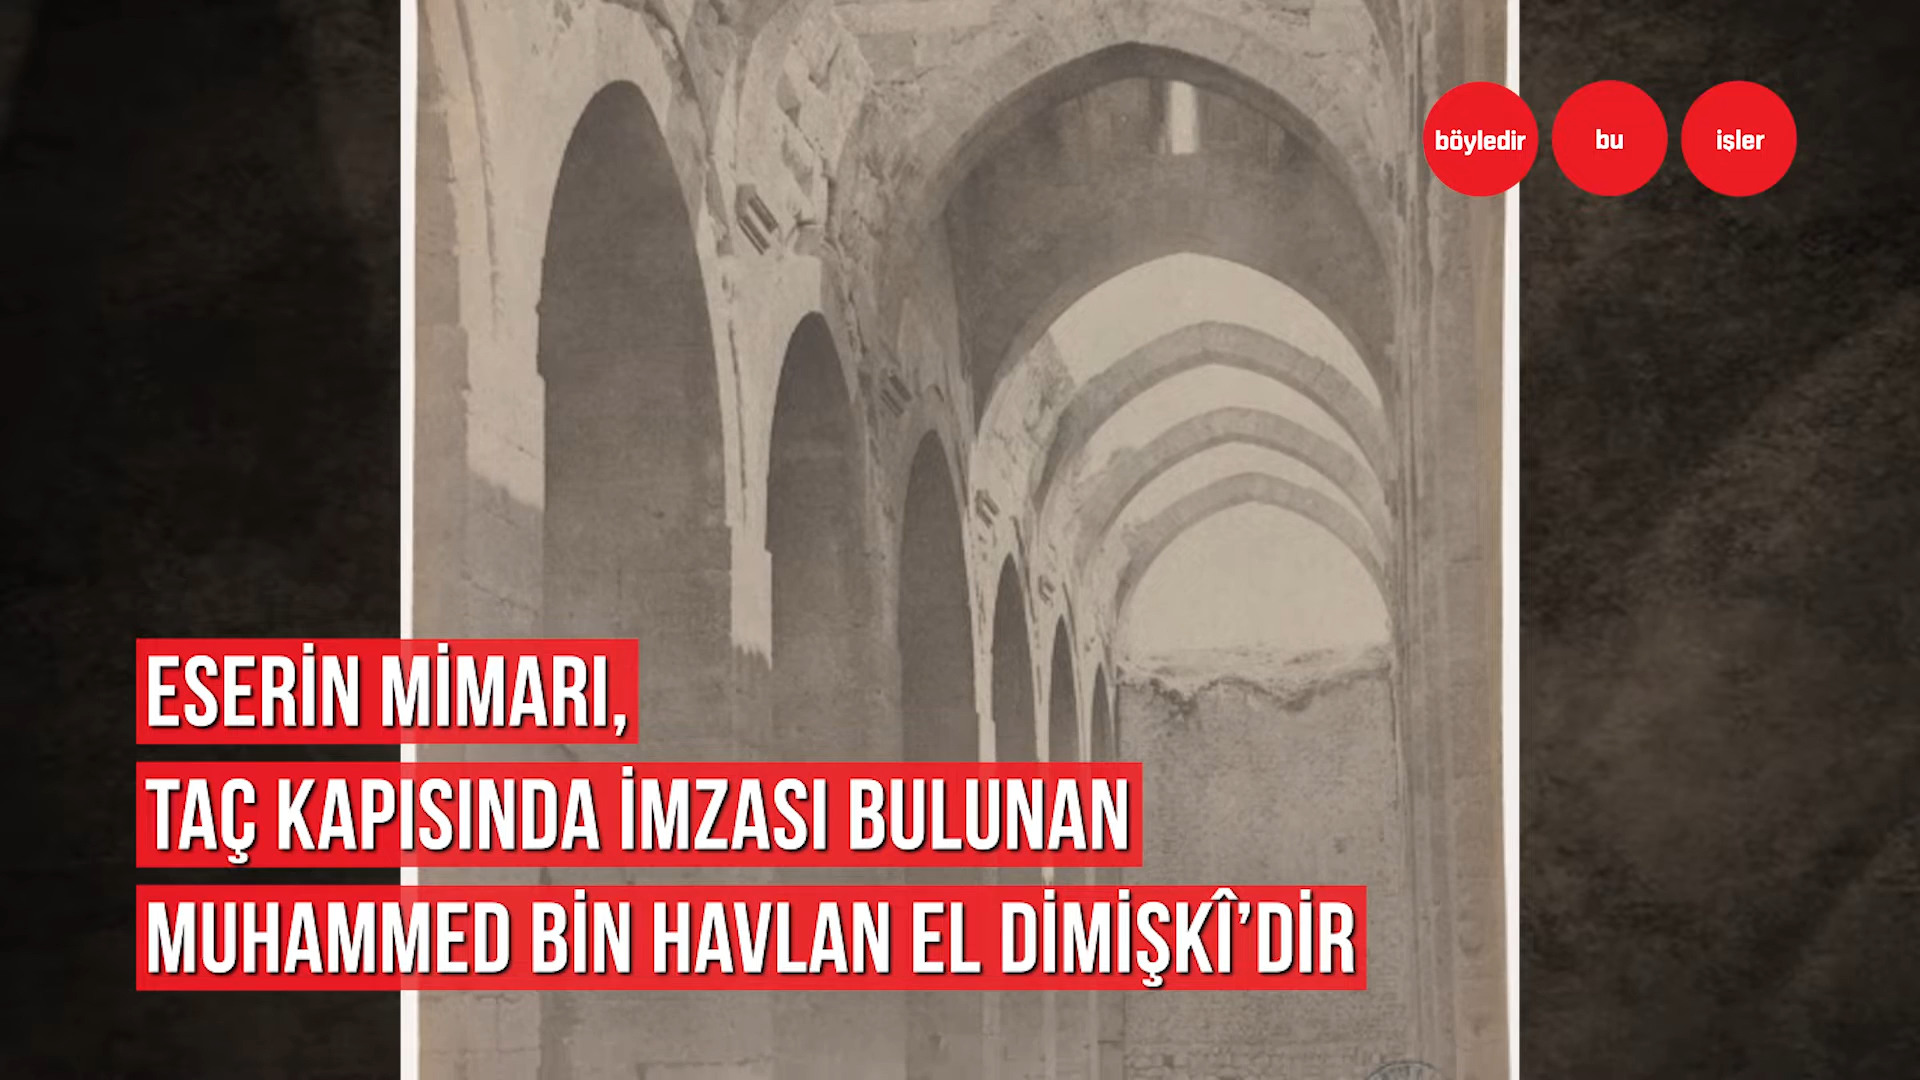 böyledir bu işler
ESERİN MİMARI,
TAÇ KAPISINDA İMZASI BULUNAN
MUHAMMED BİN HAVLAN EL DİMİŞKÎ’DİR